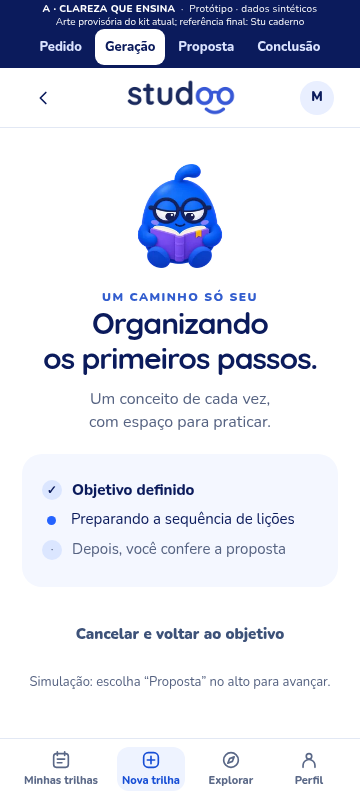 A · CLAREZA QUE ENSINA · Protótipo · dados sintéticos
Arte provisória do kit atual; referência final: Stu caderno
Pedido Geração Proposta Conclusão
studoo M
UM CAMINHO SÓ SEU
Organizando
os primeiros passos.
Um conceito de cada vez,
com espaço para praticar.
✓ Objetivo definido
Preparando a sequência de lições
· Depois, você confere a proposta
Cancelar e voltar ao objetivo
Simulação: escolha “Proposta” no alto para avançar.
Minhas trilhas Nova trilha Explorar Perfil